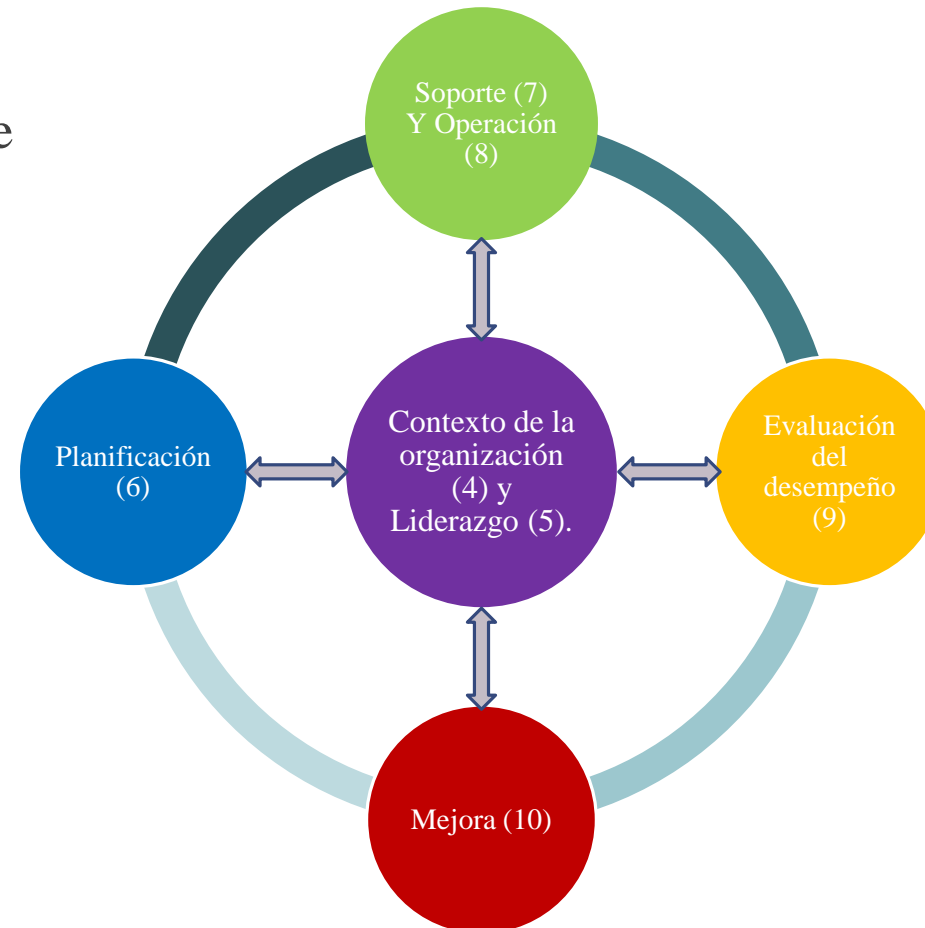 e
Soporte (7)
Y Operación
(8)
Planificación
(6)
Contexto de la
organización
(4) y
Liderazgo (5).
Evaluación
del
desempeño
(9)
Mejora (10)